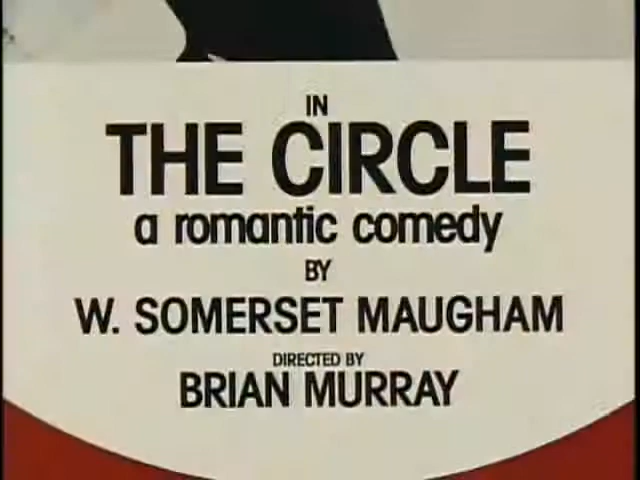 IN
THE CIRCLE
a romantic comedy
BY
W. SOMERSET MAUGHAM
DIRECTED BY
BRIAN MURRAY